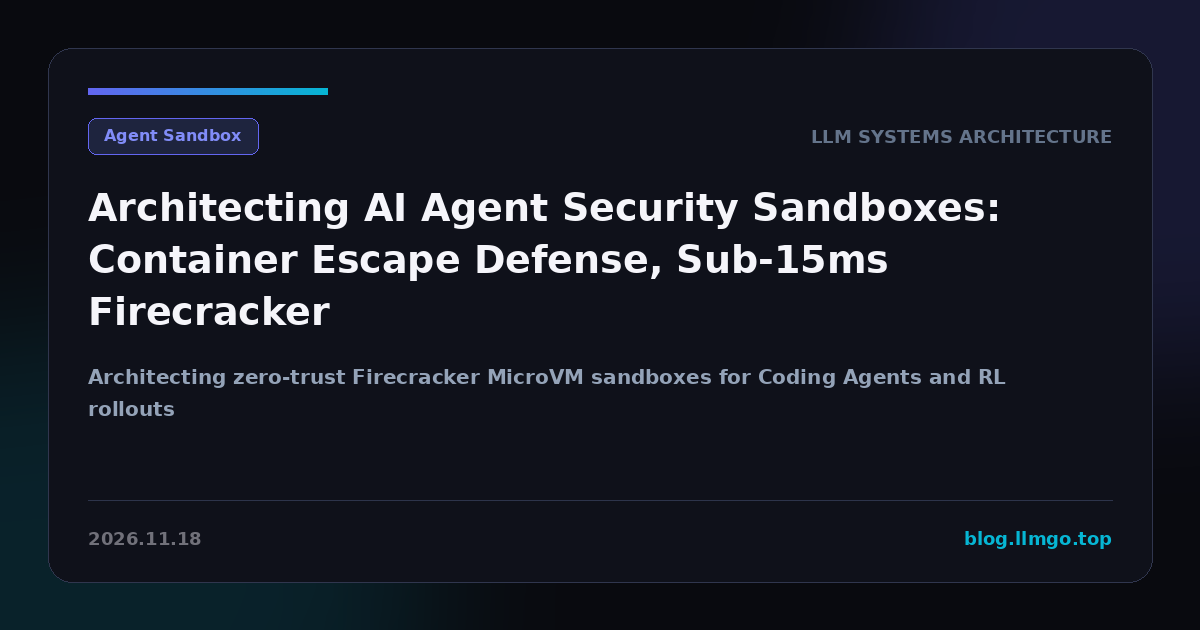 Agent Sandbox
LLM SYSTEMS ARCHITECTURE
Architecting AI Agent Security Sandboxes:
Container Escape Defense, Sub-15ms
Firecracker
Architecting zero-trust Firecracker MicroVM sandboxes for Coding Agents and RL
rollouts
2026.11.18
blog.llmgo.top